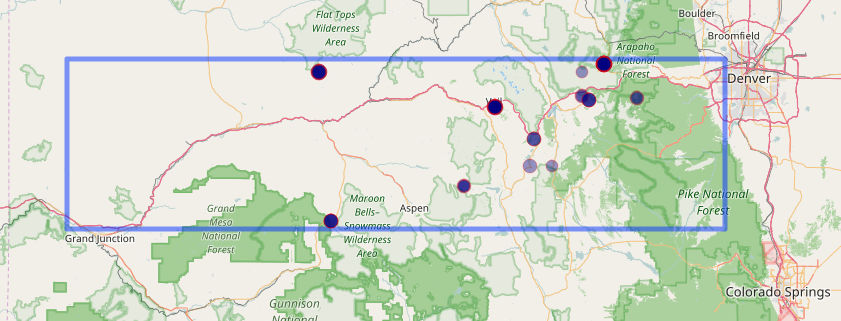 Flat Tops
Wilderness
Area
Boulder
Broomfield
Arapaho
National
Forest
Denver
Maroon
Bells-
Snowmass
Wilderness
Area
Aspen
Grand
Mesa
National
Forest
Pike National
Forest
Grand Junction
Gunnison
National
Colorado Springs